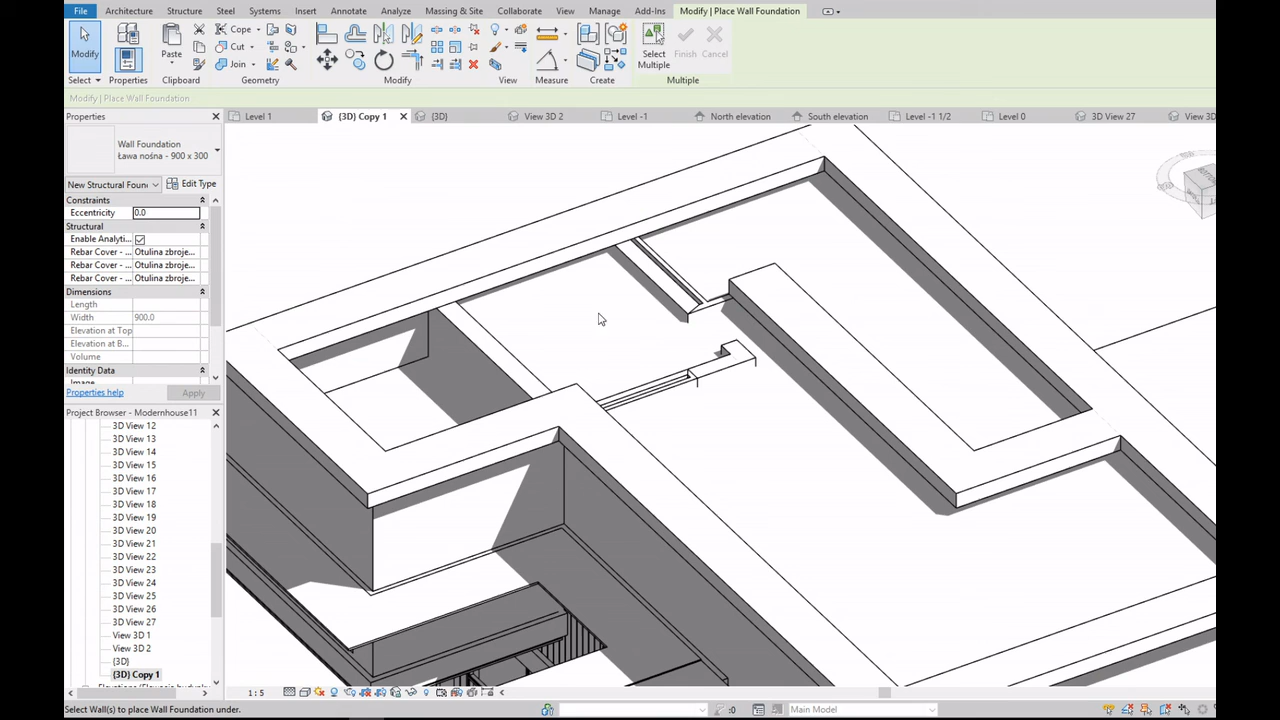 File Architecture Structure Steel Systems Insert Annotate Analyze Massing & Site Collaborate View Manage Add-Ins Modify | Place Wall Foundation
Cope
Cut
Join
Modify
Properties
Paste
Select Multiple
Finish
Cancel
Select Properties Clipboard Geometry Modify View Measure Create Multiple
Modify | Place Wall Foundation
Properties
Level 1 {3D} Copy 1 {3D} View 3D 2 Level -1 North elevation South elevation Level -1 1/2 Level 0 3D View 27 View 3D
Wall Foundation
Ława nośna - 900 x 300
New Structural Foun Edit Type
Constraints
Eccentricity 0.0
Structural
Enable Analyti...
Rebar Cover - ... Otulina zbroje...
Rebar Cover - ... Otulina zbroje...
Rebar Cover - ... Otulina zbroje...
Dimensions
Length
Width 900.0
Elevation at Top
Elevation at B...
Volume
Identity Data
Image
Properties help Apply
Project Browser - Modernhouse11
3D View 12
3D View 13
3D View 14
3D View 15
3D View 16
3D View 17
3D View 18
3D View 19
3D View 20
3D View 21
3D View 22
3D View 23
3D View 24
3D View 25
3D View 26
3D View 27
View 3D 1
View 3D 2
{3D}
{3D} Copy 1
1 : 5
Select Wall(s) to place Wall Foundation under.
:0
Main Model